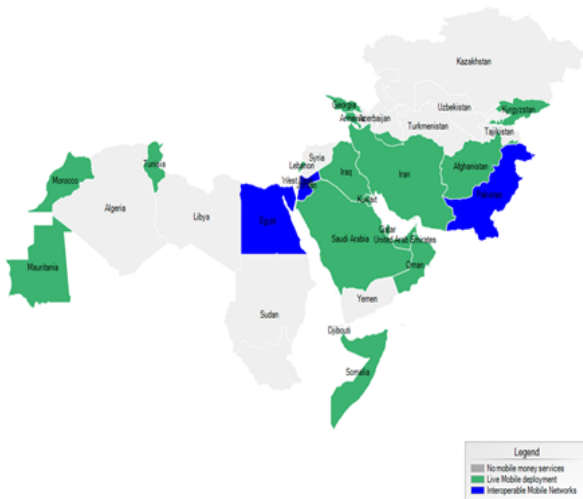 Kazakhstan
Georgia
Uzbekistan
Kyrgyzstan
Armenia
Azerbaijan
Turkmenistan
Tajikistan
Tunisia
Syria
Lebanon
Afghanistan
Morocco
Iraq
Iran
Jordan
Pakistan
Algeria
Libya
Egypt
Kuwait
Qatar
Saudi Arabia
United Arab Emirates
Mauritania
Oman
Yemen
Sudan
Djibouti
Somalia
Legend
No mobile money services
Live Mobile deployment
Interoperable Mobile Networks